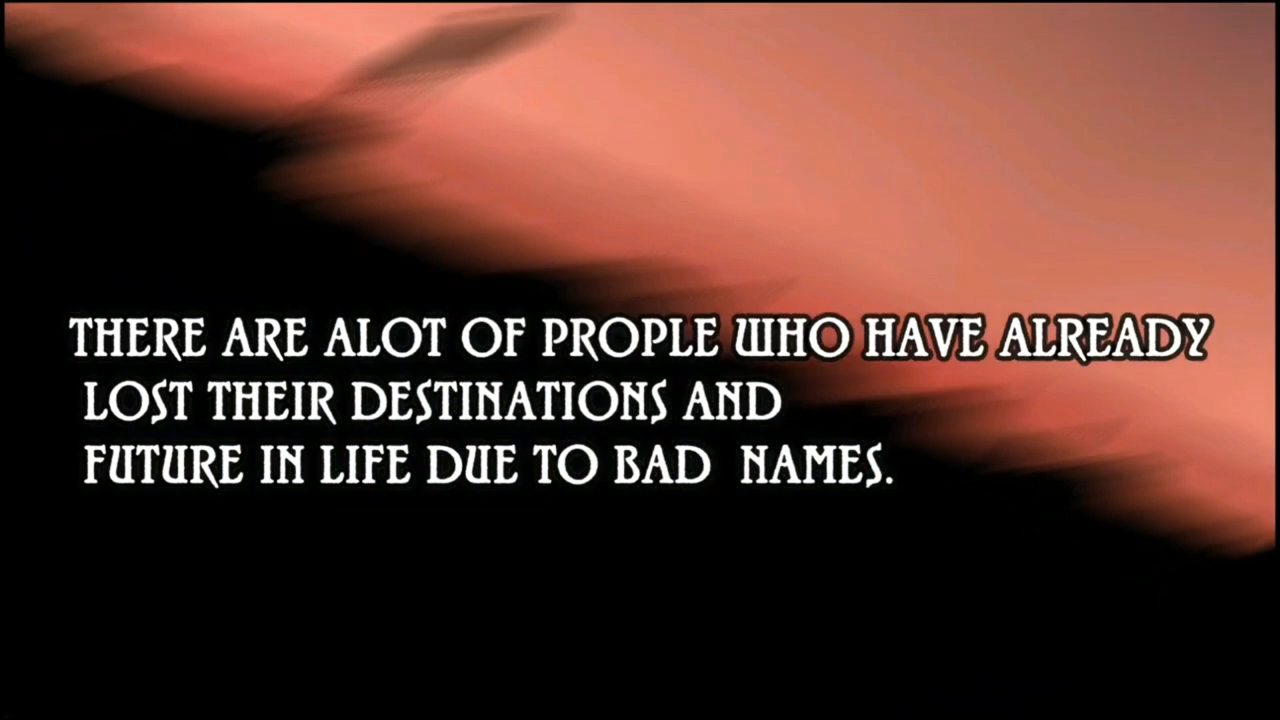 THERE ARE ALOT OF PROPLE WHO HAVE ALREADY
LOST THEIR DESTINATIONS AND
FUTURE IN LIFE DUE TO BAD NAMES.